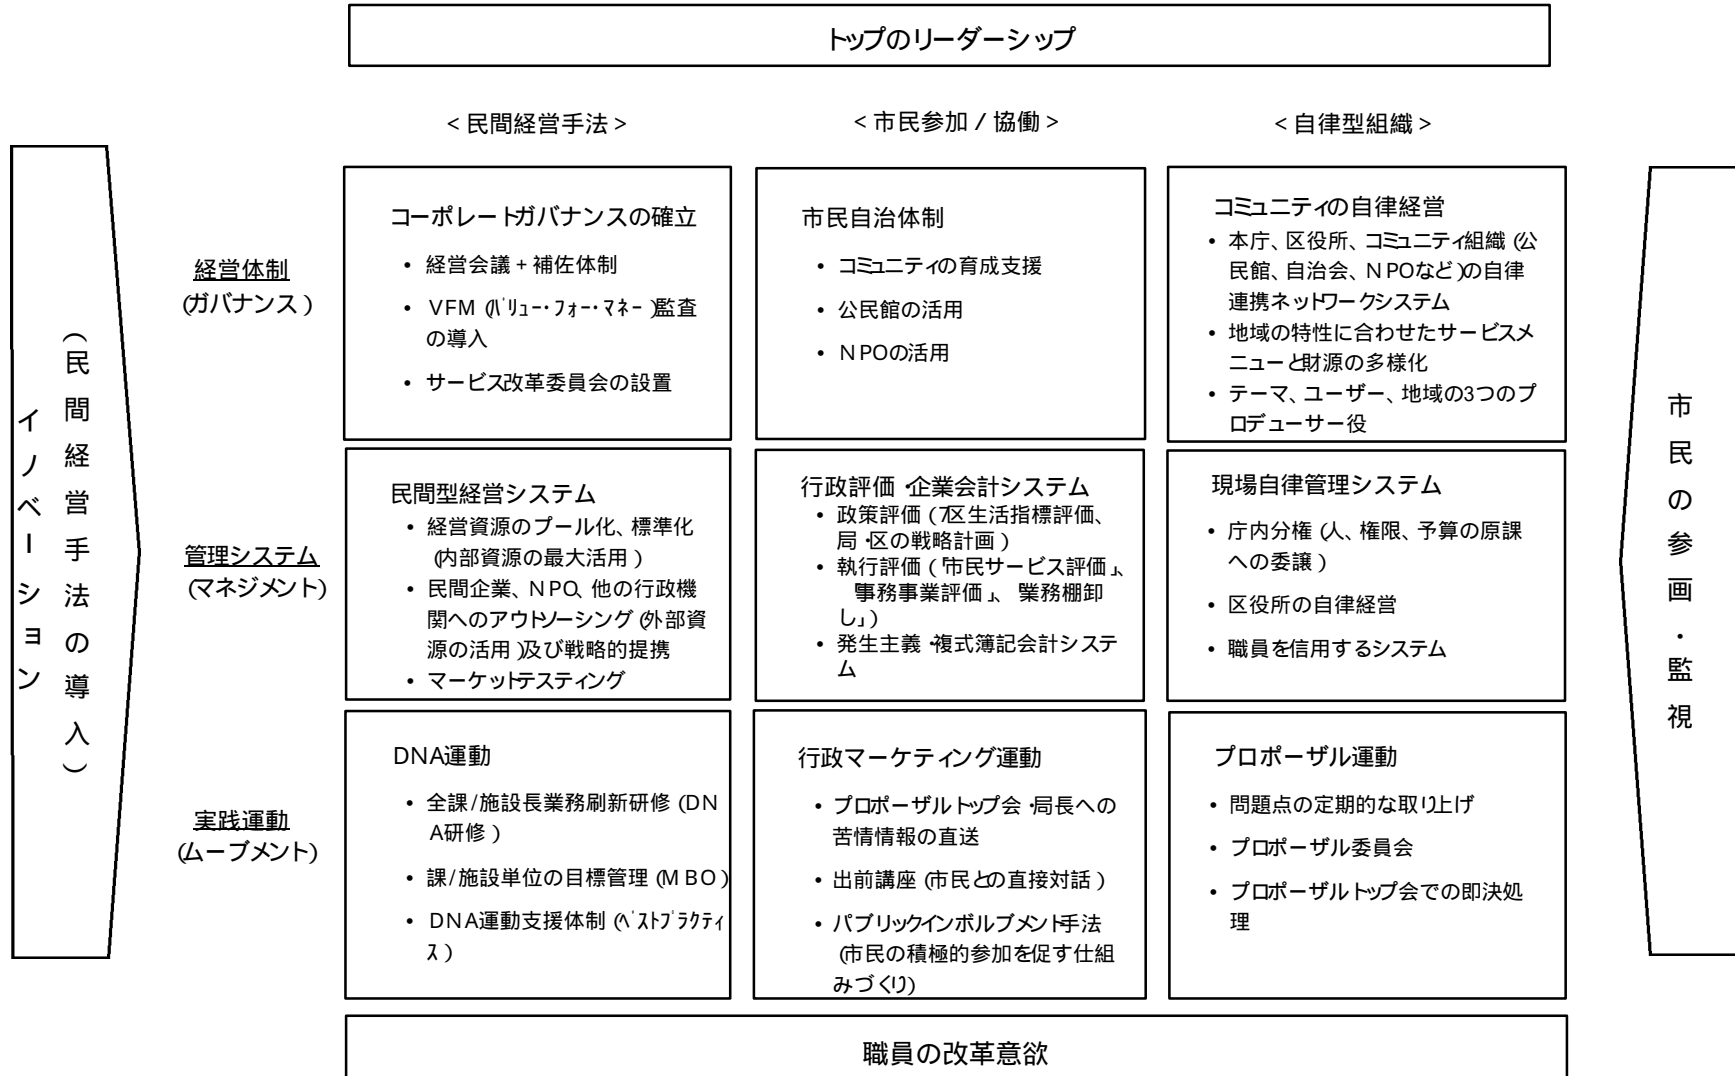 トップのリーダーシップ
＜民間経営手法＞
＜市民参加／協働＞
＜自律型組織＞
イノベーション
（民間経営手法の導入）
経営体制
（ガバナンス）
コーポレートガバナンスの確立
• 経営会議＋補佐体制
• VFM（バリュー・フォー・マネー）監査
の導入
• サービス改革委員会の設置
市民自治体制
• コミュニティの育成支援
• 公民館の活用
• NPOの活用
コミュニティの自律経営
• 本庁、区役所、コミュニティ組織（公
民館、自治会、NPOなど）の自律
連携ネットワークシステム
• 地域の特性に合わせたサービスメ
ニューと財源の多様化
• テーマ、ユーザー、地域の3つのプ
ロデューサー役
管理システム
（マネジメント）
民間型経営システム
• 経営資源のプール化、標準化
（内部資源の最大活用）
• 民間企業、NPO、他の行政機
関へのアウトソーシング（外部資
源の活用）及び戦略的提携
• マーケットテスティング
行政評価・企業会計システム
• 政策評価（7区生活指標評価、
局・区の戦略計画）
• 執行評価（「市民サービス評価」、
「事務事業評価」、「業務棚卸
し」）
• 発生主義・複式簿記会計システ
ム
現場自律管理システム
• 庁内分権（人、権限、予算の原課
への委譲）
• 区役所の自律経営
• 職員を信用するシステム
実践運動
（ムーブメント）
DNA運動
• 全課/施設長業務刷新研修（DN
A研修）
• 課/施設単位の目標管理（MBO）
• DNA運動支援体制（ベストプラクティ
ス）
行政マーケティング運動
• プロポーザルトップ会・局長への
苦情情報の直送
• 出前講座（市民との直接対話）
• パブリックインボルブメント手法
（市民の積極的参加を促す仕組
みづくり）
プロポーザル運動
• 問題点の定期的な取り上げ
• プロポーザル委員会
• プロポーザルトップ会での即決処
理
市民の参画・監視
職員の改革意欲